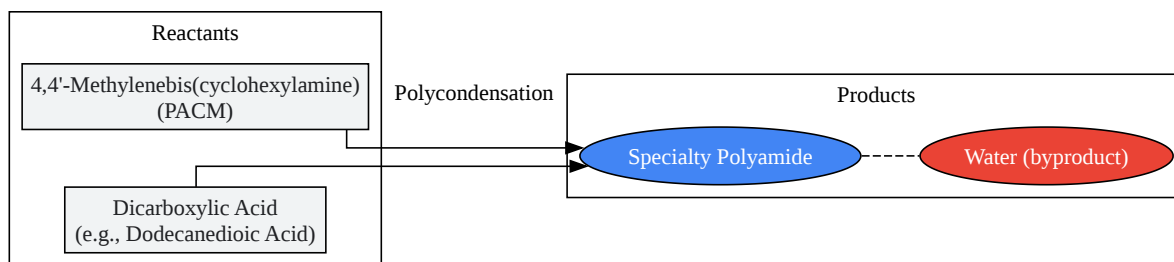 Reactants
4,4'-Methylenebis(cyclohexylamine)
(PACM)
Dicarboxylic Acid
(e.g., Dodecanedioic Acid)
Polycondensation
Products
Specialty Polyamide
Water (byproduct)